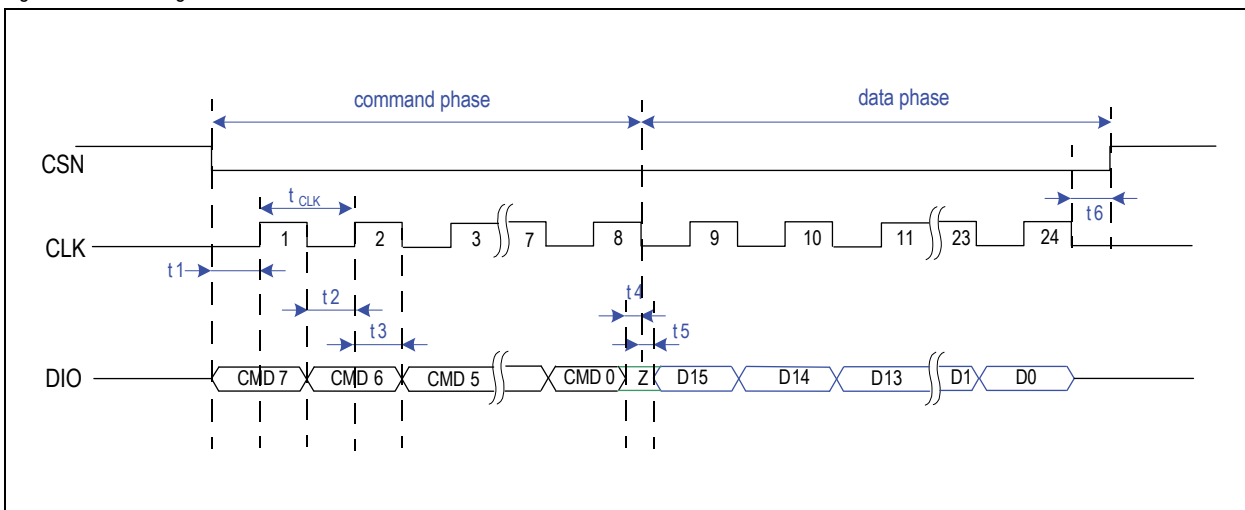 command phase
data phase
CSN
t CLK
t6
CLK
1 2 3 7 8 9 10 11 23 24
t1
t2
t4
t3
t5
DIO
CMD 7 CMD 6 CMD 5 CMD 0 Z D15 D14 D13 D1 D0